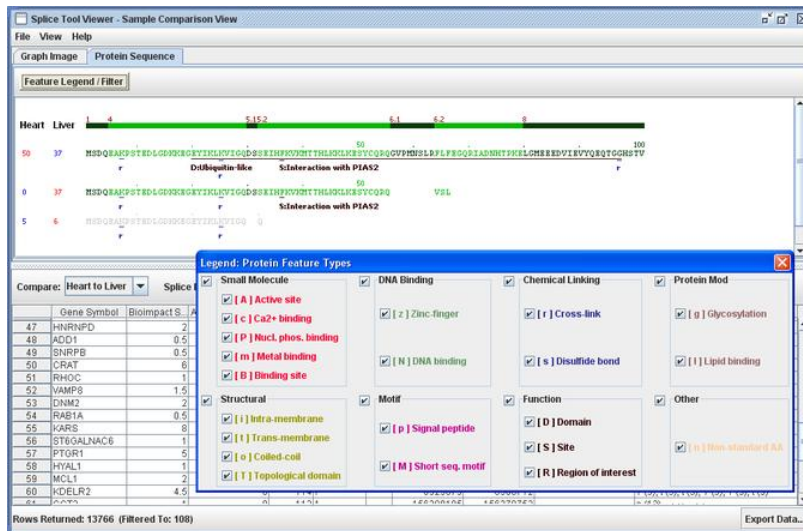 Splice Tool Viewer - Sample Comparison View
File View Help
Graph Image Protein Sequence
Feature Legend / Filter
1 4 5.1 5.2 6.1 6.2 8
Heart Liver
50 100
50 37 MSDQEAKPSTEDLGDKKEGEYIKLKVIGQDSSEIHFKVKMTTHLKKLKESYCQRQGVPMNSLRFLFEGQRIADNHTPKELGMEEEDVIEVYQEQTGGHSTV
r D:Ubiquitin-like S:Interaction with PIAS2 r
r
50
0 37 MSDQEAKPSTEDLGDKKEGEYIKLKVIGQDSSEIHFKVKMTTHLKKLKESYCQRQ VSL
r r S:Interaction with PIAS2
5 6 MSDQEAKPSTEDLGDKKEGEYIKLKVIGQ Q
r r
Legend: Protein Feature Types
Small Molecule DNA Binding Chemical Linking Protein Mod
[ A ] Active site
[ c ] Ca2+ binding [ z ] Zinc-finger [ r ] Cross-link [ g ] Glycosylation
[ P ] Nucl. phos. binding
[ m ] Metal binding [ N ] DNA binding [ s ] Disulfide bond [ l ] Lipid binding
[ B ] Binding site
Structural Motif Function Other
[ i ] Intra-membrane [ p ] Signal peptide [ D ] Domain
[ t ] Trans-membrane [ S ] Site [ n ] Non-standard AA
[ o ] Coiled-coil [ M ] Short seq. motif [ R ] Region of interest
[ T ] Topological domain
Compare: Heart to Liver Splice
Gene Symbol Bioimpact S...
47 HNRNPD 2
48 ADD1 0.5
49 SNRPB 0.5
50 CRAT 6
51 RHOC 1
52 VAMP8 1.5
53 DNM2 2
54 RAB1A 0.5
55 KARS 8
56 ST6GALNAC6 1
57 PTGR1 5
58 HYAL1 1
59 MCL1 2
60 KDELR2 4.5
Rows Returned: 13766 (Filtered To: 108) Export Data...